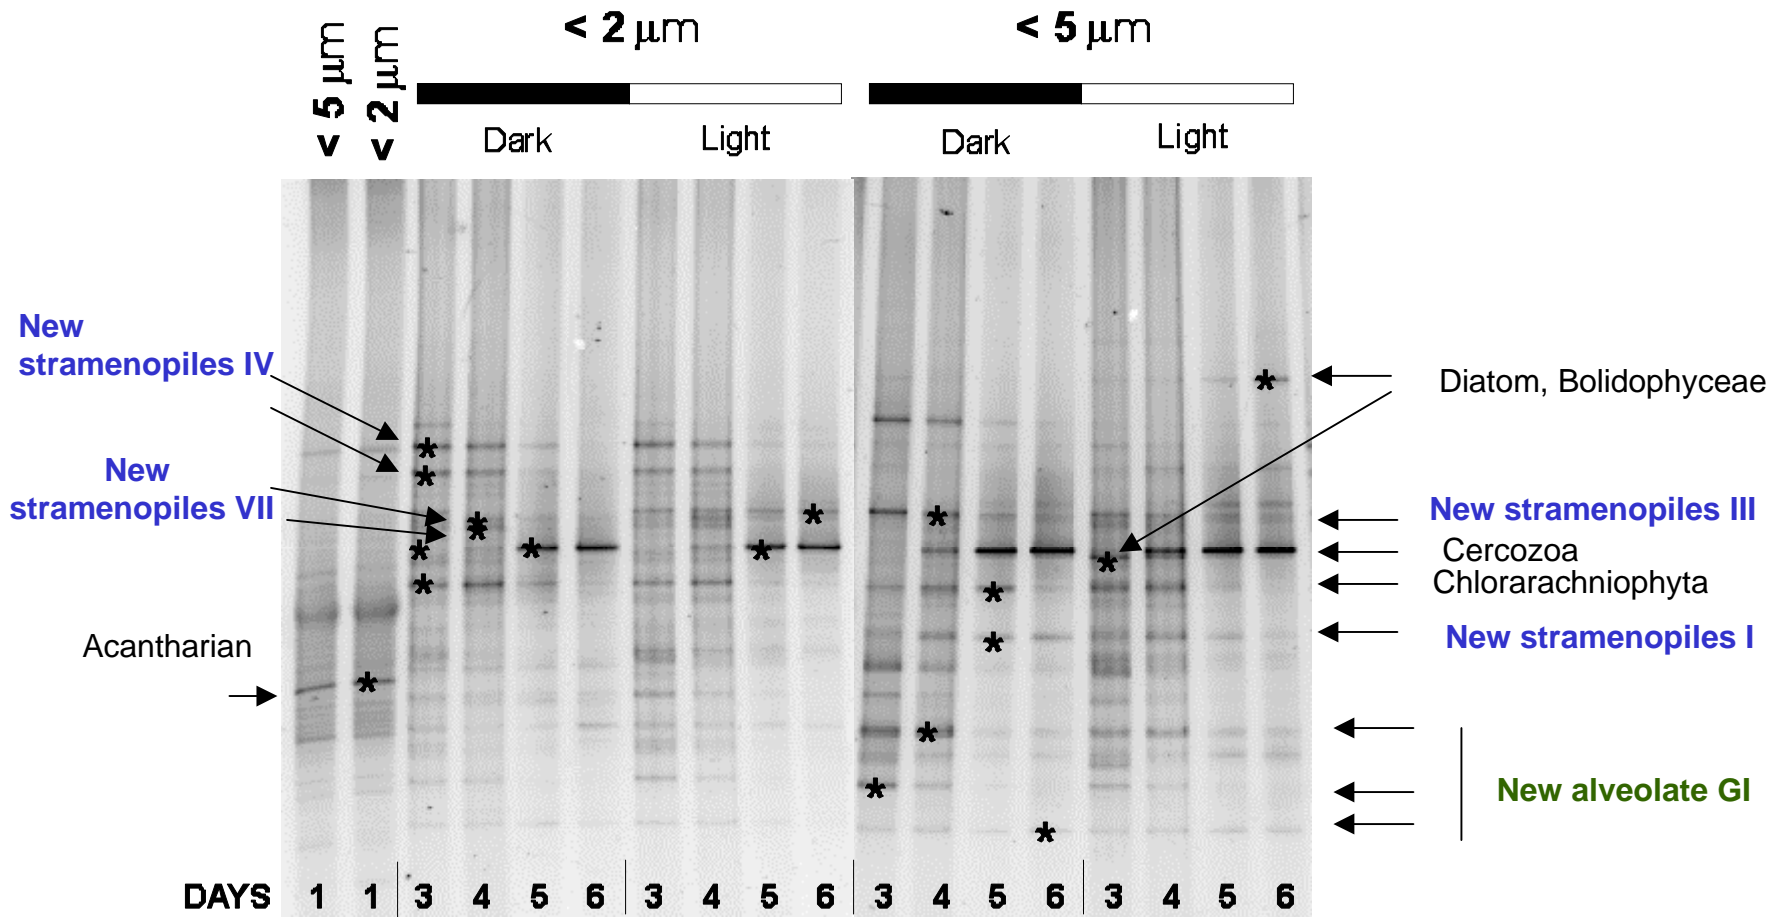 < 5 µm
< 2 µm
< 2 µm
< 5 µm
Dark
Light
Dark
Light
New
stramenopiles IV
New
stramenopiles VII
Acantharian
Diatom, Bolidophyceae
New stramenopiles III
Cercozoa
Chlorarachniophyta
New stramenopiles I
New alveolate GI
* * * * * * * * * * * * * * * * * * *
DAYS 1 1 3 4 5 6 3 4 5 6 3 4 5 6 3 4 5 6